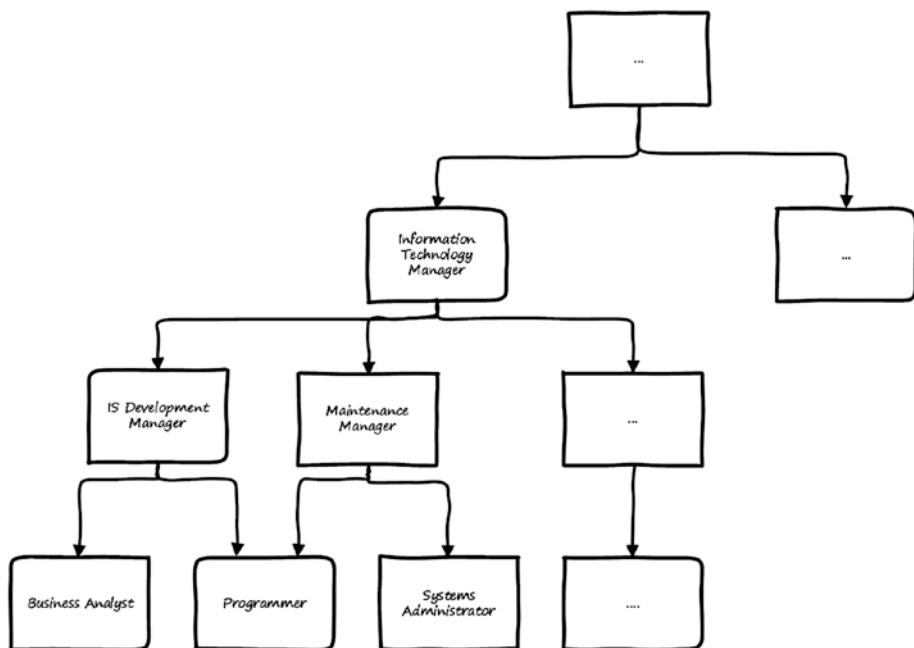 ...
Information
Technology
Manager
...
IS Development
Manager
Maintenance
Manager
...
Business Analyst
Programmer
Systems
Administrator
....